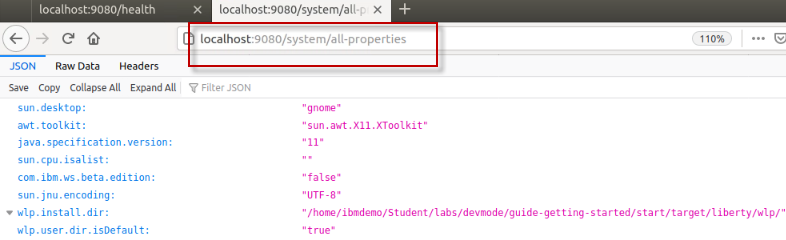 localhost:9080/health
localhost:9080/system/all-p
localhost:9080/system/all-properties
110%
JSON Raw Data Headers
Save Copy Collapse All Expand All Filter JSON
sun.desktop: "gnome"
awt.toolkit: "sun.awt.X11.XToolkit"
java.specification.version: "11"
sun.cpu.isalist: ""
com.ibm.ws.beta.edition: "false"
sun.jnu.encoding: "UTF-8"
wlp.install.dir: "/home/ibmdemo/Student/labs/devmode/guide-getting-started/start/target/liberty/wlp/"
wlp.user.dir.isDefault: "true"